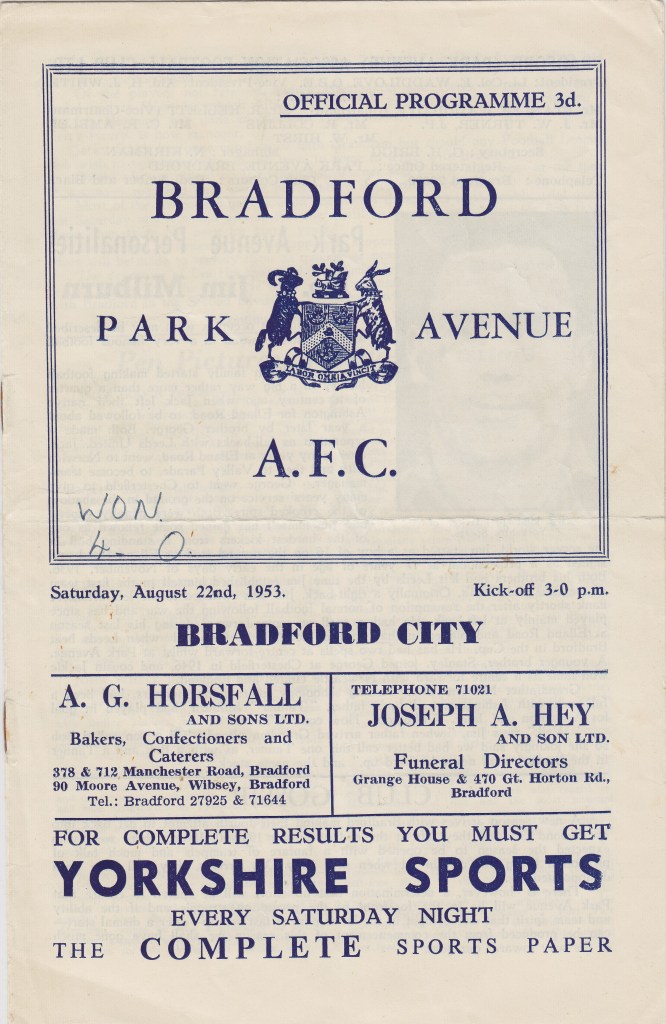 OFFICIAL PROGRAMME 3d.
BRADFORD
PARK AVENUE
LABOR OMNIA VINCIT
A.F.C.
WON
4-0.
Saturday, August 22nd, 1953. Kick-off 3-0 p.m.
BRADFORD CITY
A. G. HORSFALL
AND SONS LTD.
Bakers, Confectioners and
Caterers
378 & 712 Manchester Road, Bradford
90 Moore Avenue, Wibsey, Bradford
Tel.: Bradford 27925 & 71644
TELEPHONE 71021
JOSEPH A. HEY
AND SON LTD.
Funeral Directors
Grange House & 470 Gt. Horton Rd.,
Bradford
FOR COMPLETE RESULTS YOU MUST GET
YORKSHIRE SPORTS
EVERY SATURDAY NIGHT
THE COMPLETE SPORTS PAPER